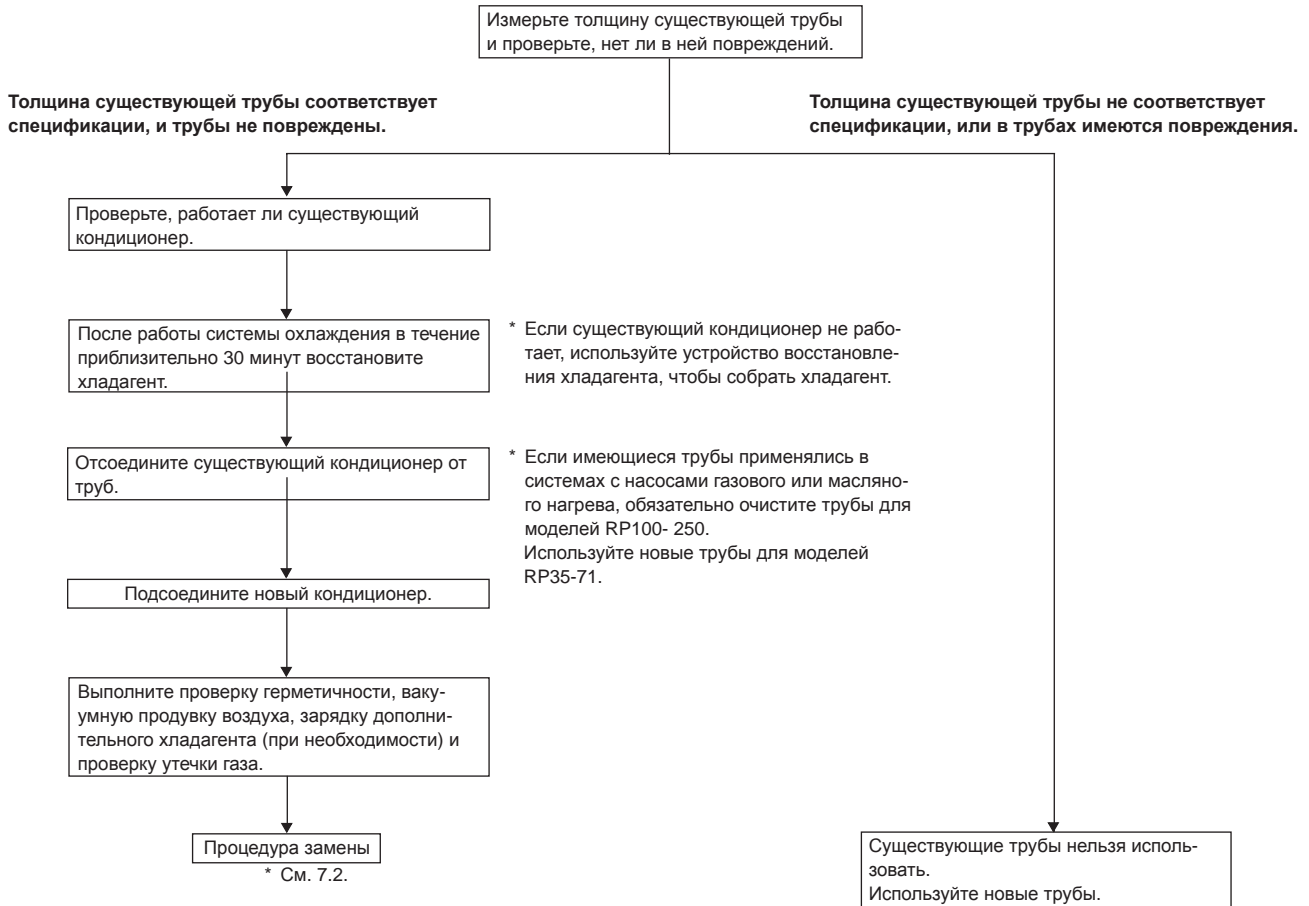 Измерьте толщину существующей трубы
и проверьте, нет ли в ней повреждений.
Толщина существующей трубы соответствует
спецификации, и трубы не повреждены.
Толщина существующей трубы не соответствует
спецификации, или в трубах имеются повреждения.
Проверьте, работает ли существующий
кондиционер.
После работы системы охлаждения в течение
приблизительно 30 минут восстановите
хладагент.
* Если существующий кондиционер не рабо-
тает, используйте устройство восстановле-
ния хладагента, чтобы собрать хладагент.
Отсоедините существующий кондиционер от
труб.
* Если имеющиеся трубы применялись в
системах с насосами газового или масляно-
го нагрева, обязательно очистите трубы для
моделей RP100- 250.
Используйте новые трубы для моделей
RP35-71.
Подсоедините новый кондиционер.
Выполните проверку герметичности, ваку-
умную продувку воздуха, зарядку дополни-
тельного хладагента (при необходимости) и
проверку утечки газа.
Процедура замены
* См. 7.2.
Существующие трубы нельзя исполь-
зовать.
Используйте новые трубы.